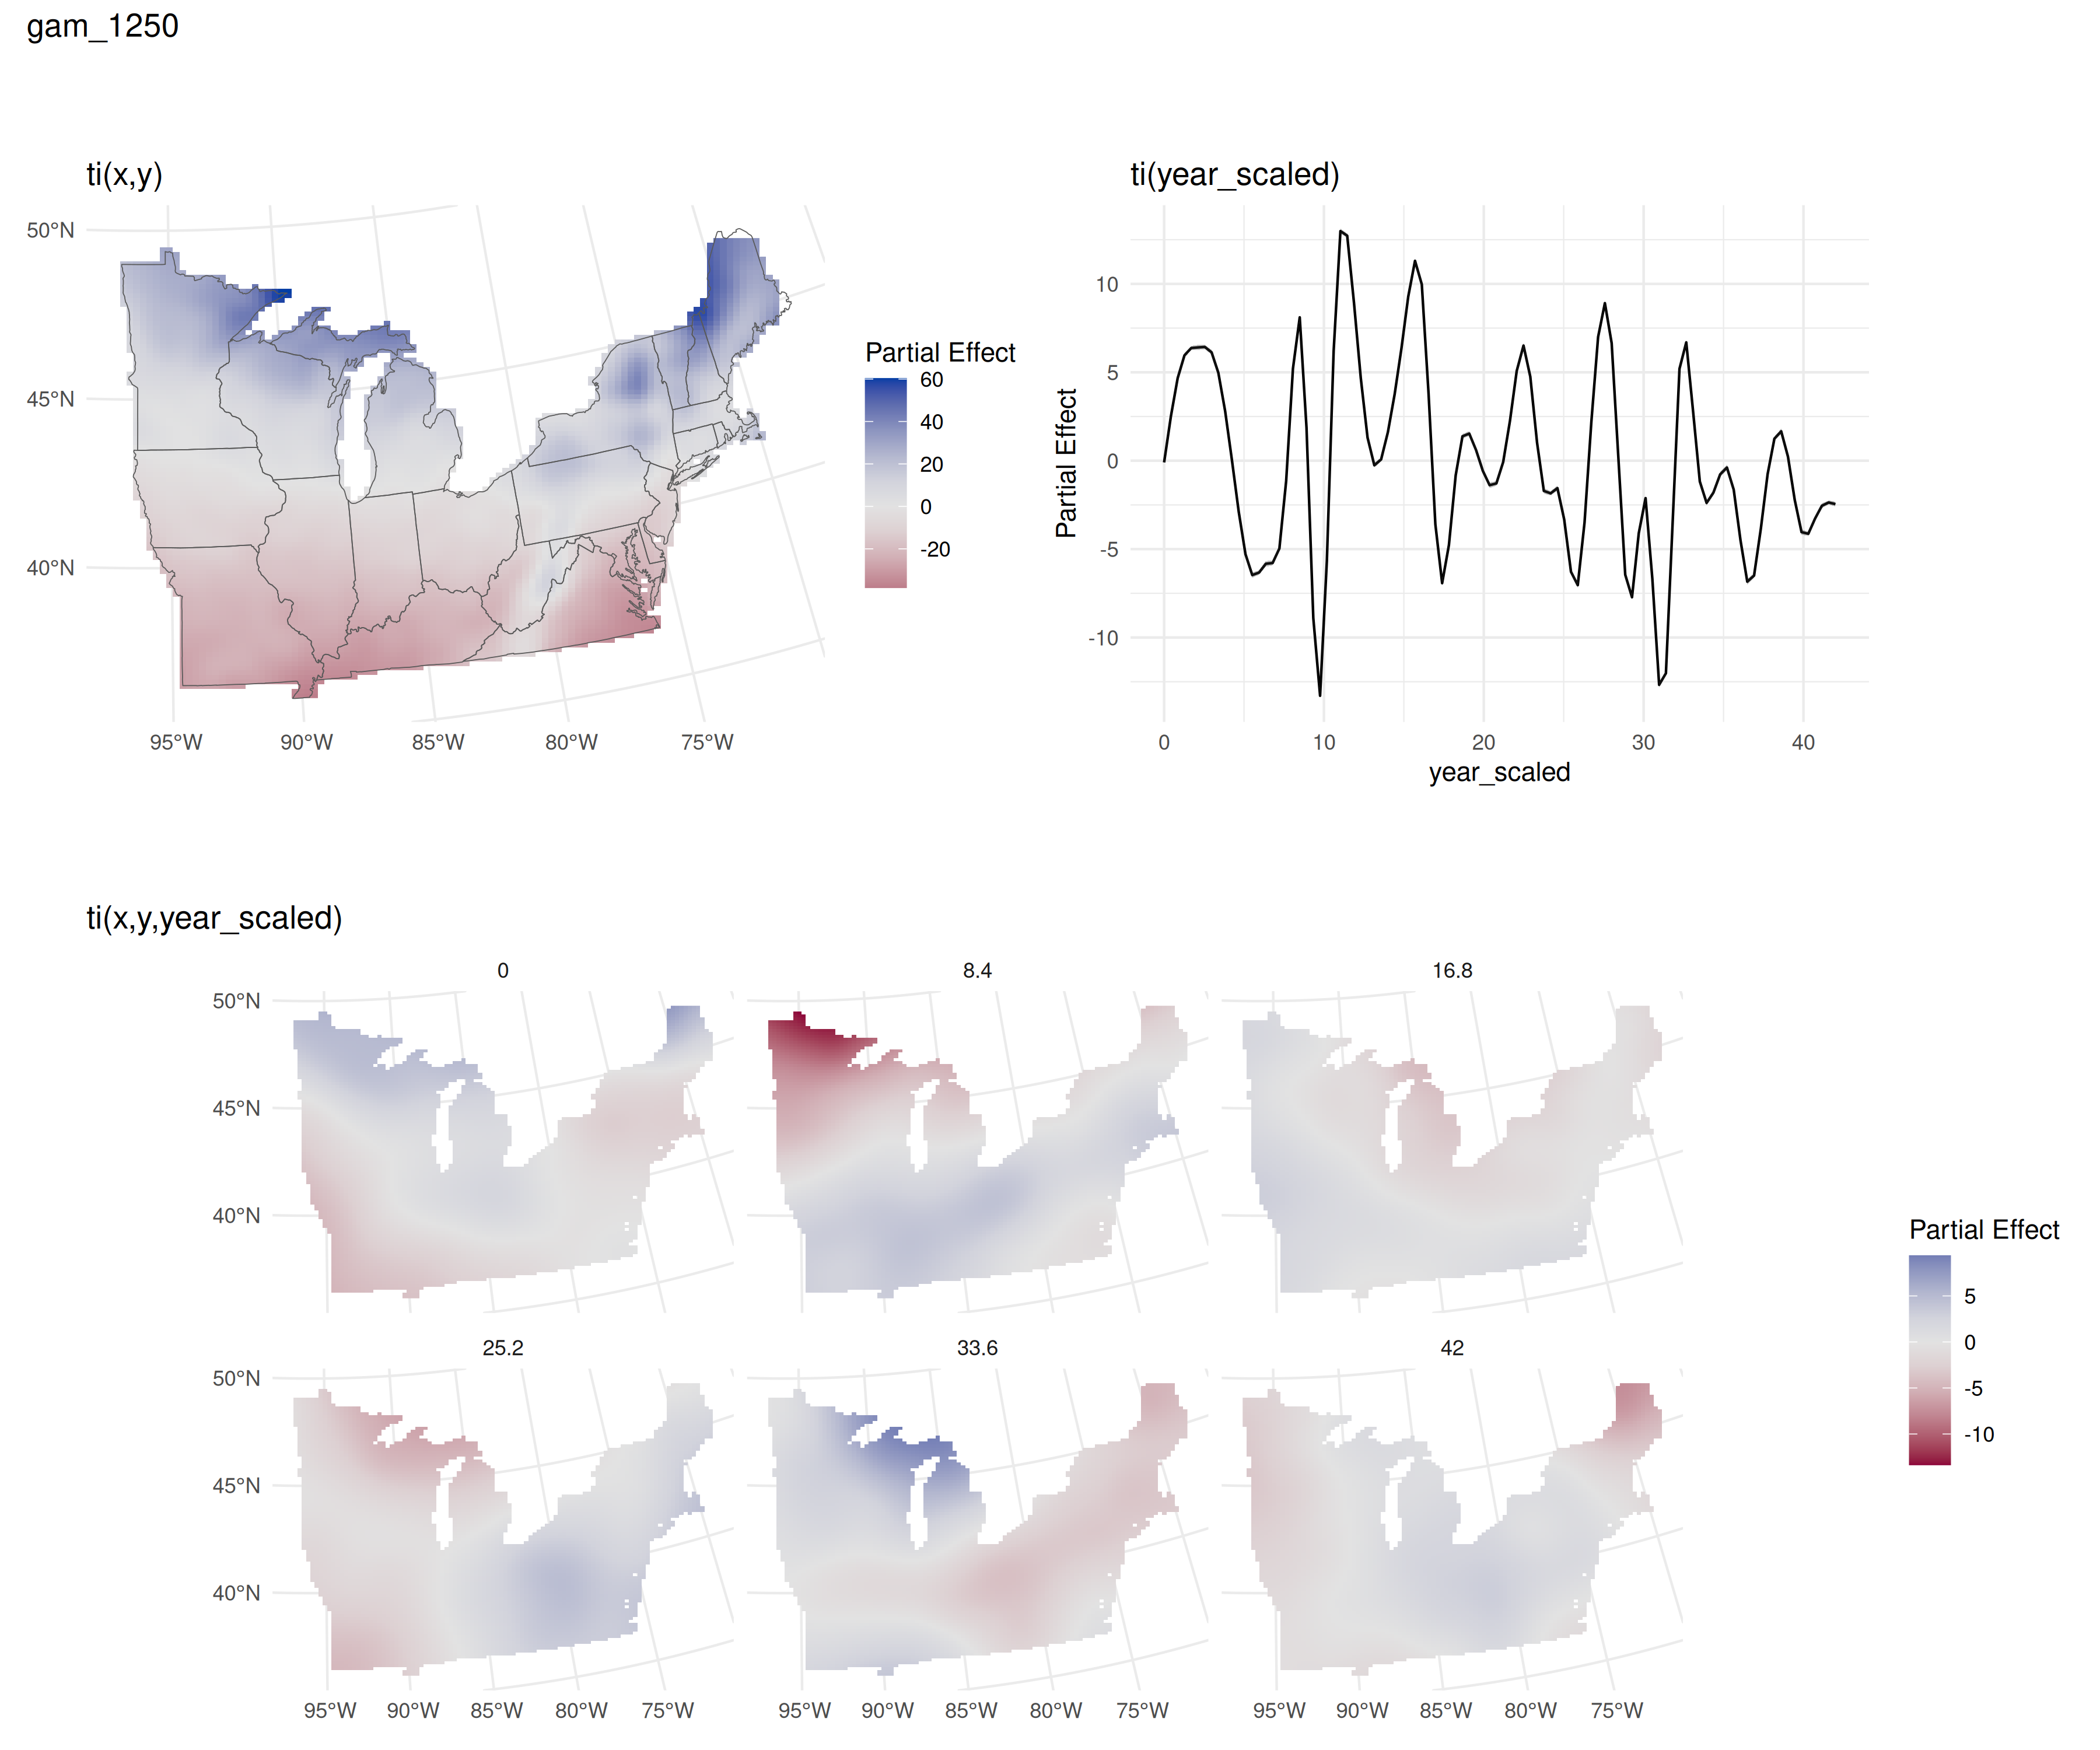 gam_1250
ti(x,y)
50°N
45°N
40°N
95°W 90°W 85°W 80°W 75°W
Partial Effect
60
40
20
0
-20
ti(year_scaled)
Partial Effect
10
5
0
-5
-10
0 10 20 30 40
year_scaled
ti(x,y,year_scaled)
0 8.4 16.8
50°N
45°N
40°N
25.2 33.6 42
50°N
45°N
40°N
95°W 90°W 85°W 80°W 75°W 95°W 90°W 85°W 80°W 75°W 95°W 90°W 85°W 80°W 75°W
Partial Effect
5
0
-5
-10